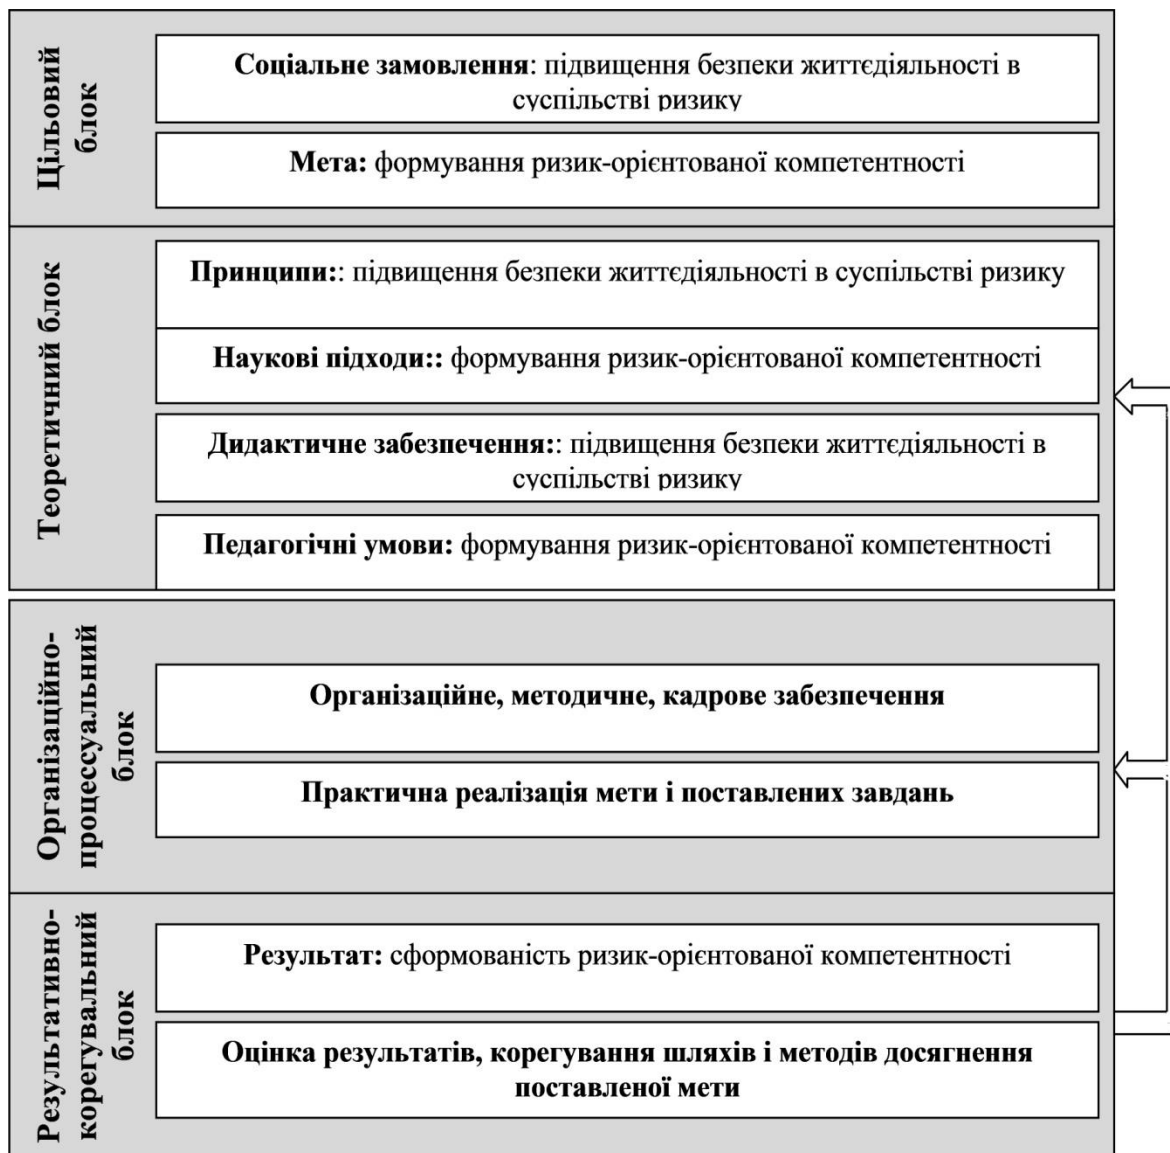 Цільовий
блок
Соціальне замовлення: підвищення безпеки життєдіяльності в
суспільстві ризику
Мета: формування ризик-орієнтованої компетентності
Теоретичний блок
Принципи:: підвищення безпеки життєдіяльності в суспільстві ризику
Наукові підходи:: формування ризик-орієнтованої компетентності
Дидактичне забезпечення:: підвищення безпеки життєдіяльності в
суспільстві ризику
Педагогічні умови: формування ризик-орієнтованої компетентності
Організаційно-
процессуальний
блок
Організаційне, методичне, кадрове забезпечення
Практична реалізація мети і поставлених завдань
Результативно-
корегувальний
блок
Результат: сформованість ризик-орієнтованої компетентності
Оцінка результатів, корегування шляхів і методів досягнення
поставленої мети